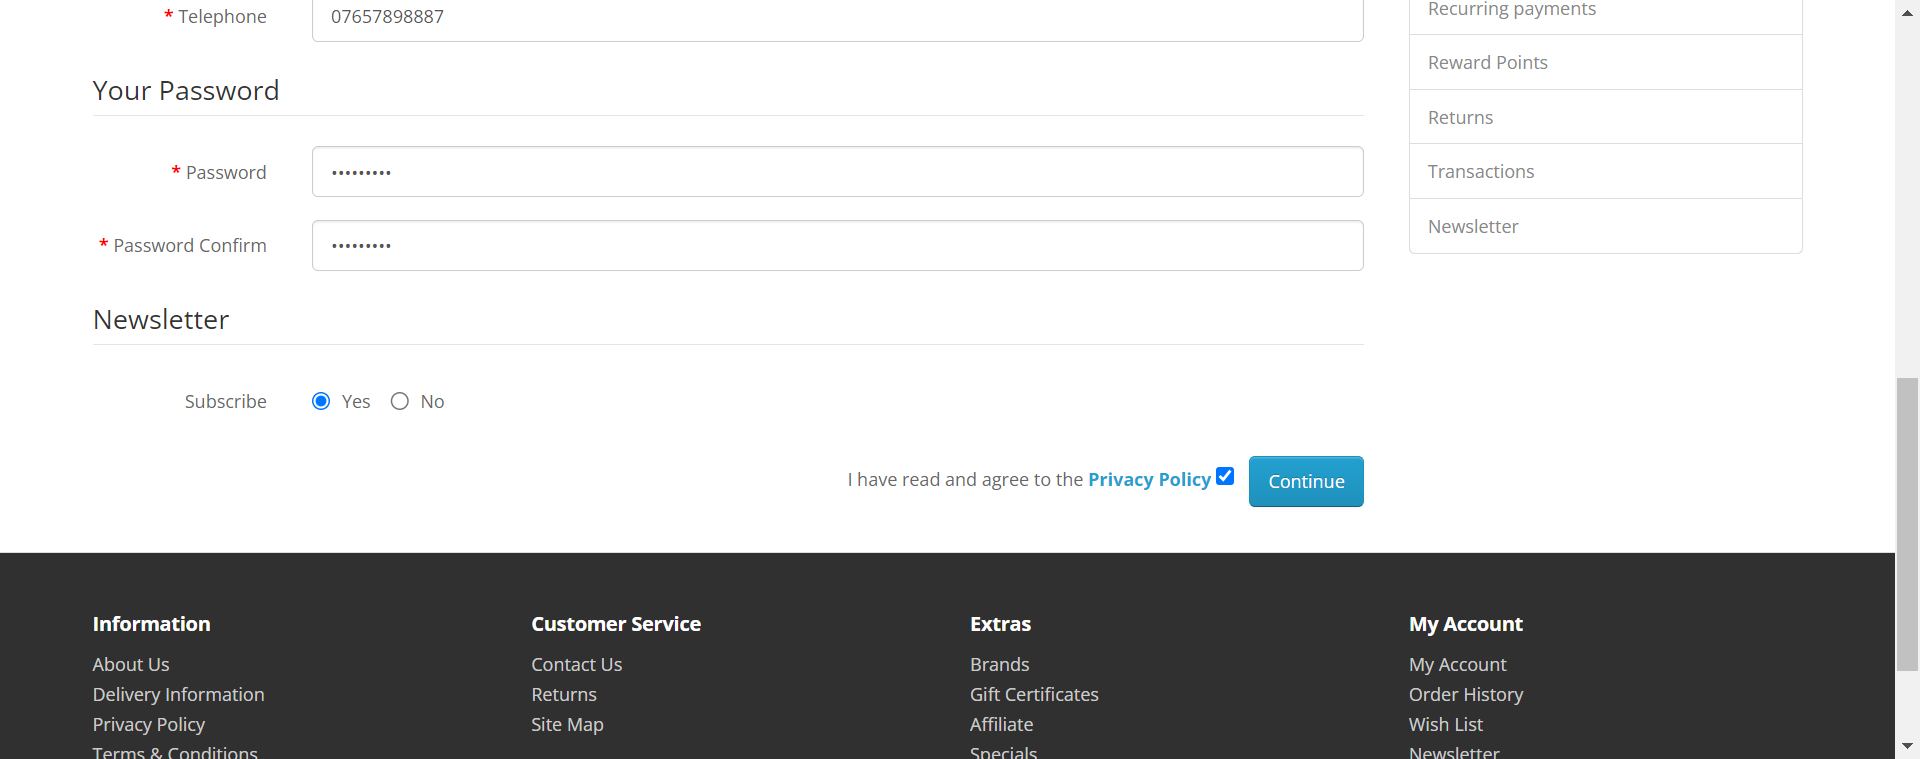 * Telephone
07657898887
Your Password
* Password
•••••••••
* Password Confirm
•••••••••
Newsletter
Subscribe
Yes
No
I have read and agree to the Privacy Policy
Continue
Recurring payments
Reward Points
Returns
Transactions
Newsletter
Information
About Us
Delivery Information
Privacy Policy
Terms & Conditions
Customer Service
Contact Us
Returns
Site Map
Extras
Brands
Gift Certificates
Affiliate
Specials
My Account
My Account
Order History
Wish List
Newsletter